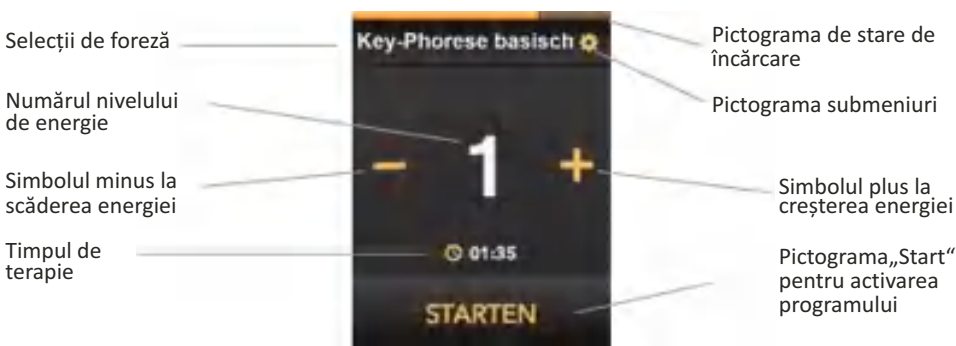 Selecții de foreză
Numărul nivelului
de energie
Simbolul minus la
scăderea energiei
Timpul de
terapie
Key-Phorese basisch
1
01:35
STARTEN
Pictograma de stare de
încărcare
Pictograma submeniuri
Simbolul plus la
creșterea energiei
Pictograma„Start“
pentru activarea
programului